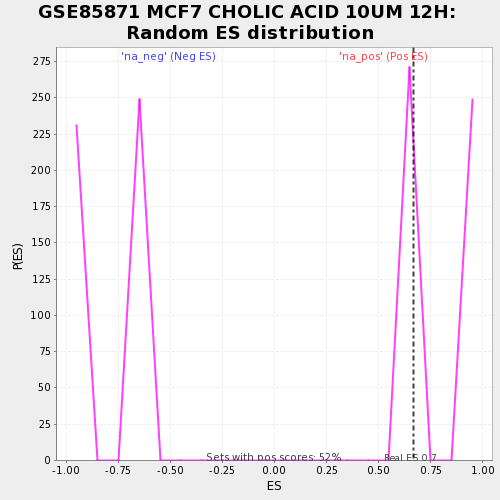 GSE85871 MCF7 CHOLIC ACID 10UM 12H:
Random ES distribution
'na_neg' (Neg ES)
'na_pos' (Pos ES)
275
250
225
200
175
150
125
100
75
50
25
0
P(ES)
Sets with pos scores: 52%
Real ES 0.7
-1.00 -0.75 -0.50 -0.25 0.00 0.25 0.50 0.75 1.00
ES